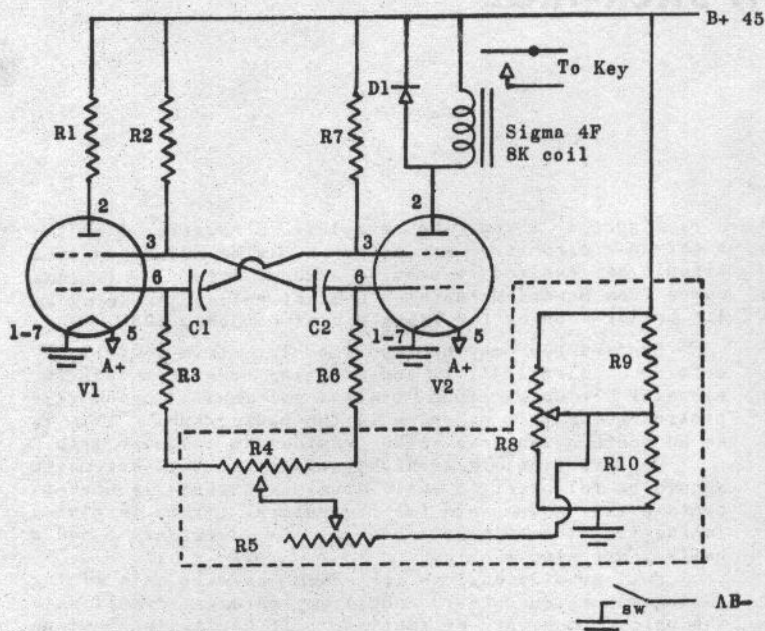 B+ 45
To Key
D1
R1
R2
R7
Sigma 4F
8K coil
2
2
3
3
6
6
C1
C2
1-7
5
A+
V1
1-7
5
A+
V2
R3
R6
R9
R8
R4
R10
R5
sw
AB-